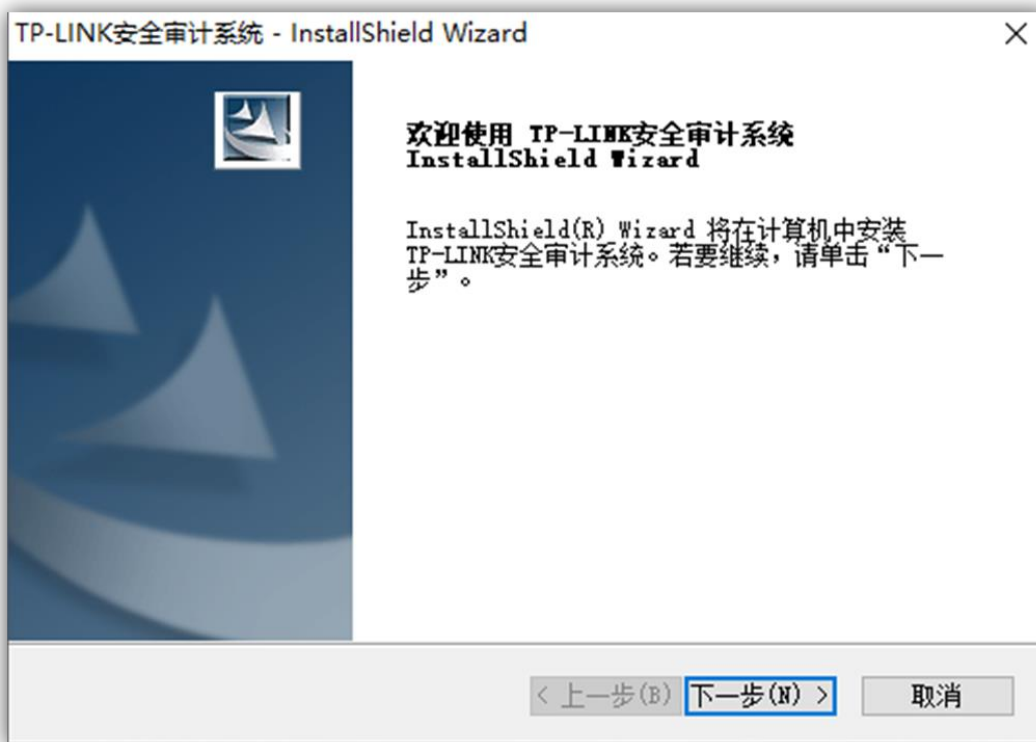 TP-LINK安全审计系统 - InstallShield Wizard
欢迎使用 TP-LINK安全审计系统
InstallShield Wizard
InstallShield(R) Wizard 将在计算机中安装
TP-LINK安全审计系统。若要继续，请单击“下一
步”。
< 上一步(B) 下一步(N) > 取消